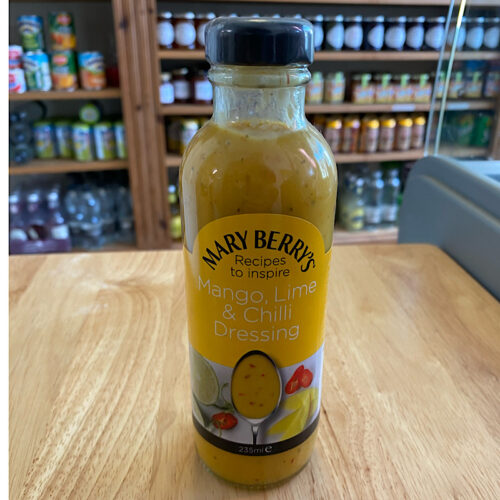 MARY BERRY'S
Recipes
to inspire
Mango, Lime
& Chilli
Dressing
235ml e